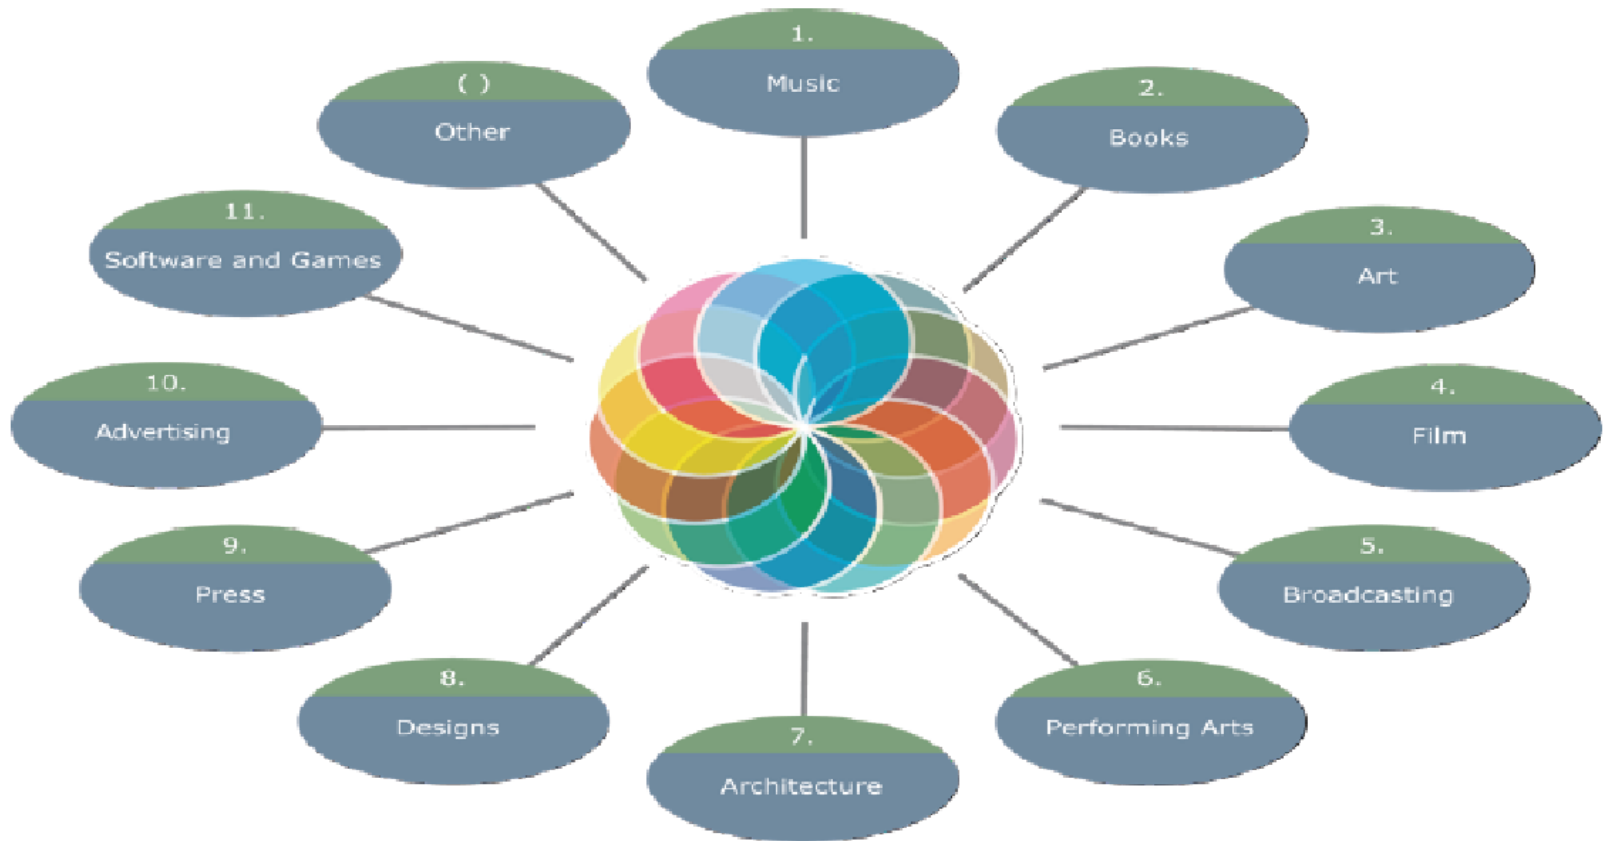 1.
Music
2.
Books
3.
Art
4.
Film
5.
Broadcasting
6.
Performing Arts
7.
Architecture
8.
Designs
9.
Press
10.
Advertising
11.
Software and Games
( )
Other